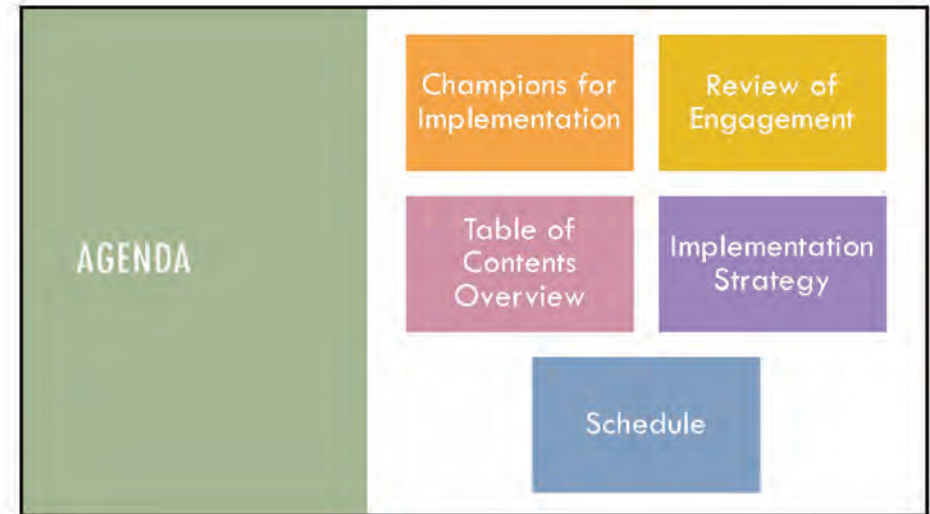 AGENDA
Champions for
Implementation
Review of
Engagement
Table of
Contents
Overview
Implementation
Strategy
Schedule